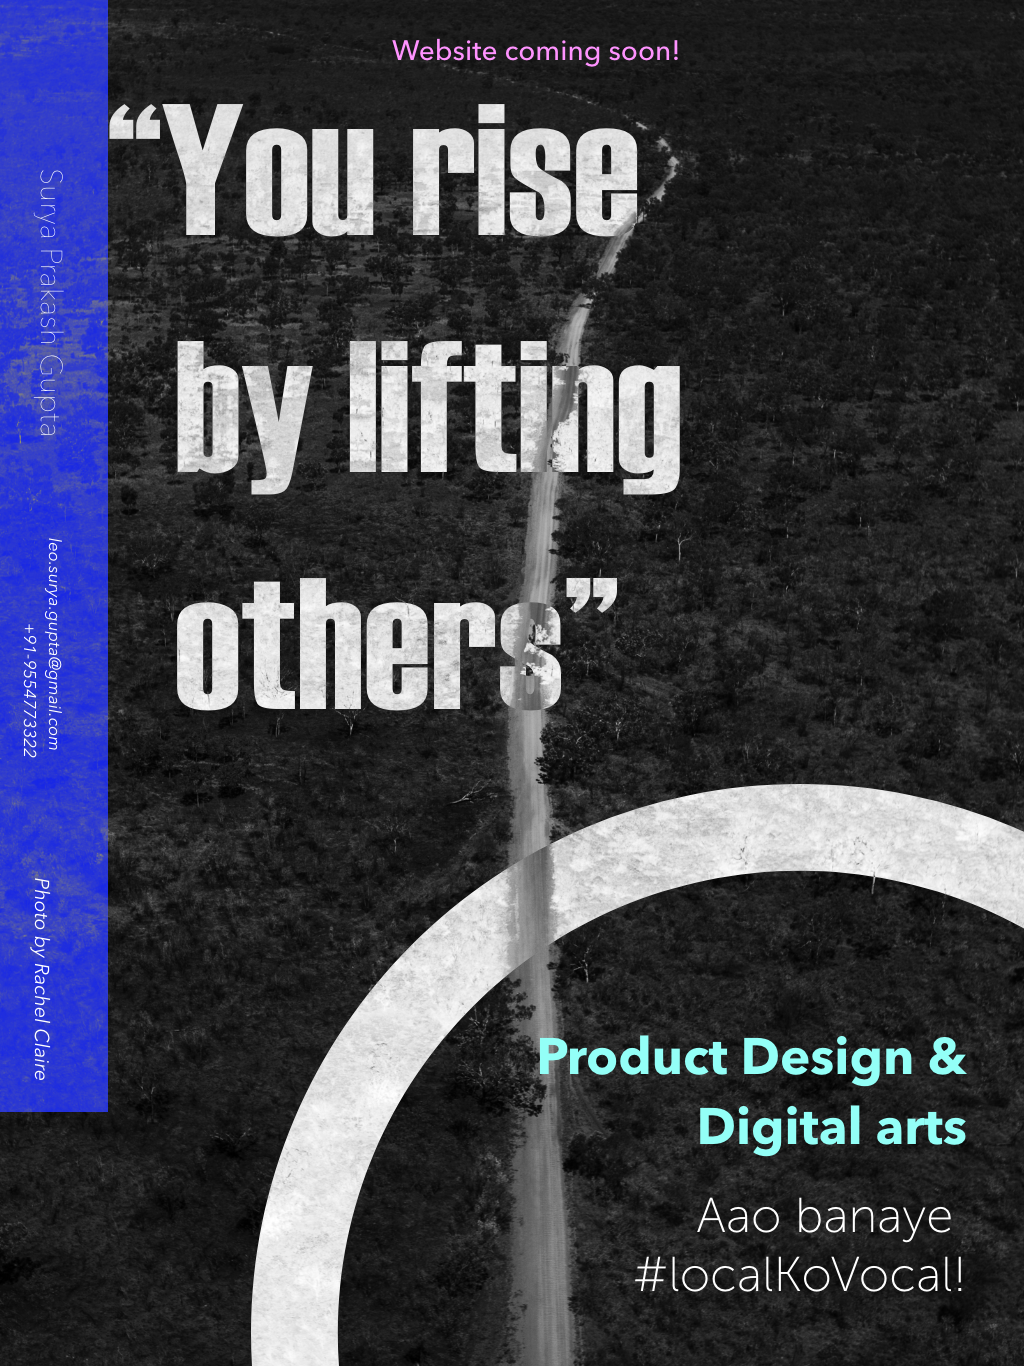 Website coming soon!
“You rise
by lifting
others”
Surya Prakash Gupta
leo.surya.gupta@gmail.com
+91-9554773322
Photo by Rachel Claire
Product Design &
Digital arts
Aao banaye
#localKoVocal!